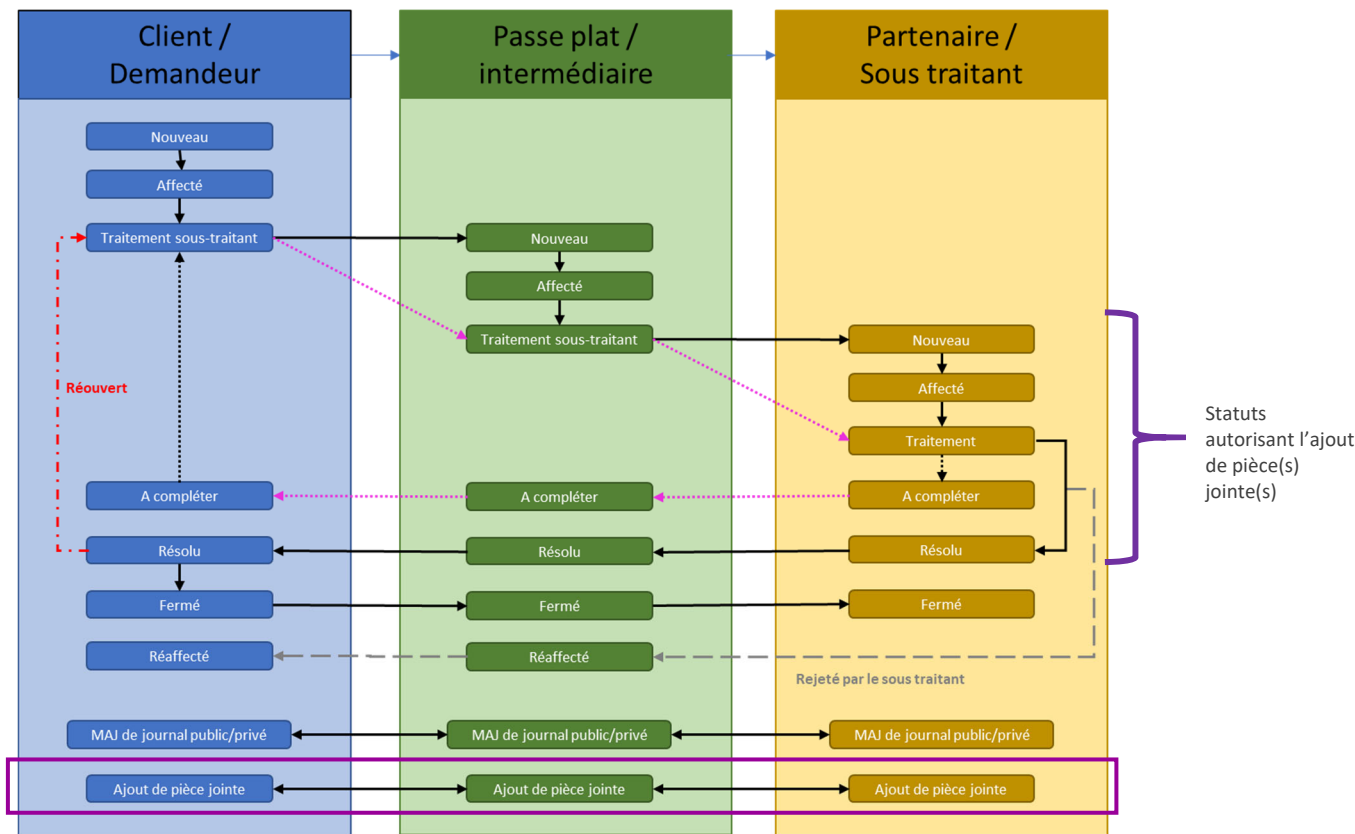 Client /
Demandeur
Passe plat /
intermédiaire
Partenaire /
Sous traitant
Nouveau
Affecté
Traitement sous-traitant
Nouveau
Affecté
Traitement sous-traitant
Nouveau
Affecté
Traitement
Réouvert
Statuts
autorisant l'ajout
de pièce(s)
jointe(s)
A compléter
A compléter
A compléter
Résolu
Résolu
Résolu
Fermé
Fermé
Fermé
Réaffecté
Réaffecté
Rejeté par le sous traitant
MAJ de journal public/privé
MAJ de journal public/privé
MAJ de journal public/privé
Ajout de pièce jointe
Ajout de pièce jointe
Ajout de pièce jointe